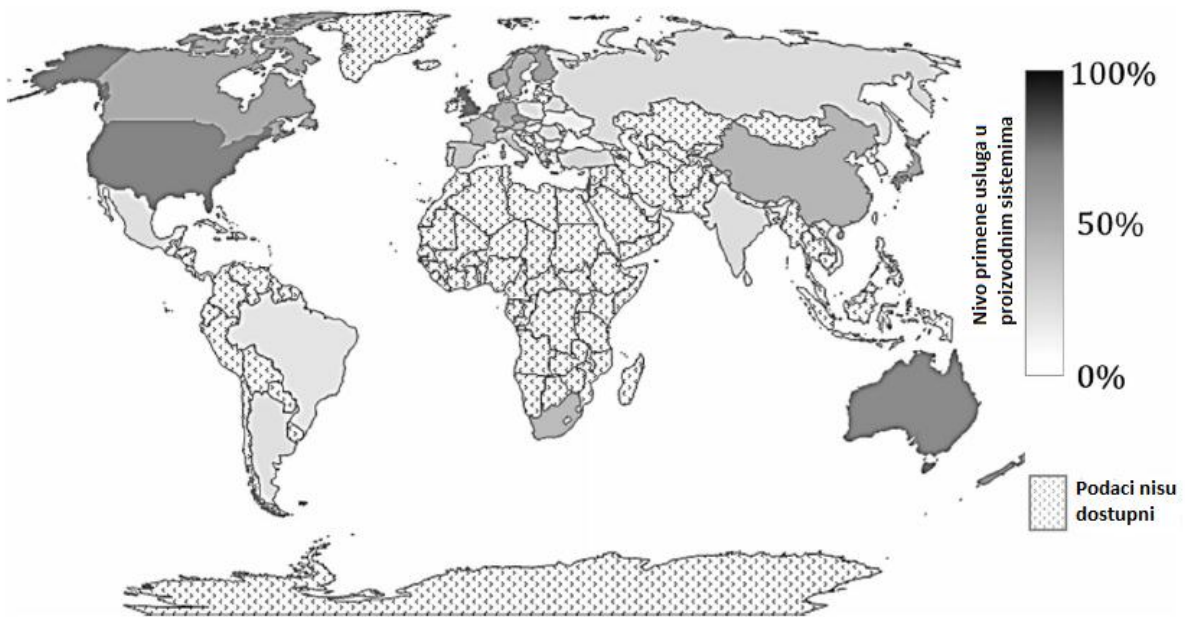 100%
50%
0%
Nivo primene usluga u
proizvodnim sistemima
Podaci nisu
dostupni